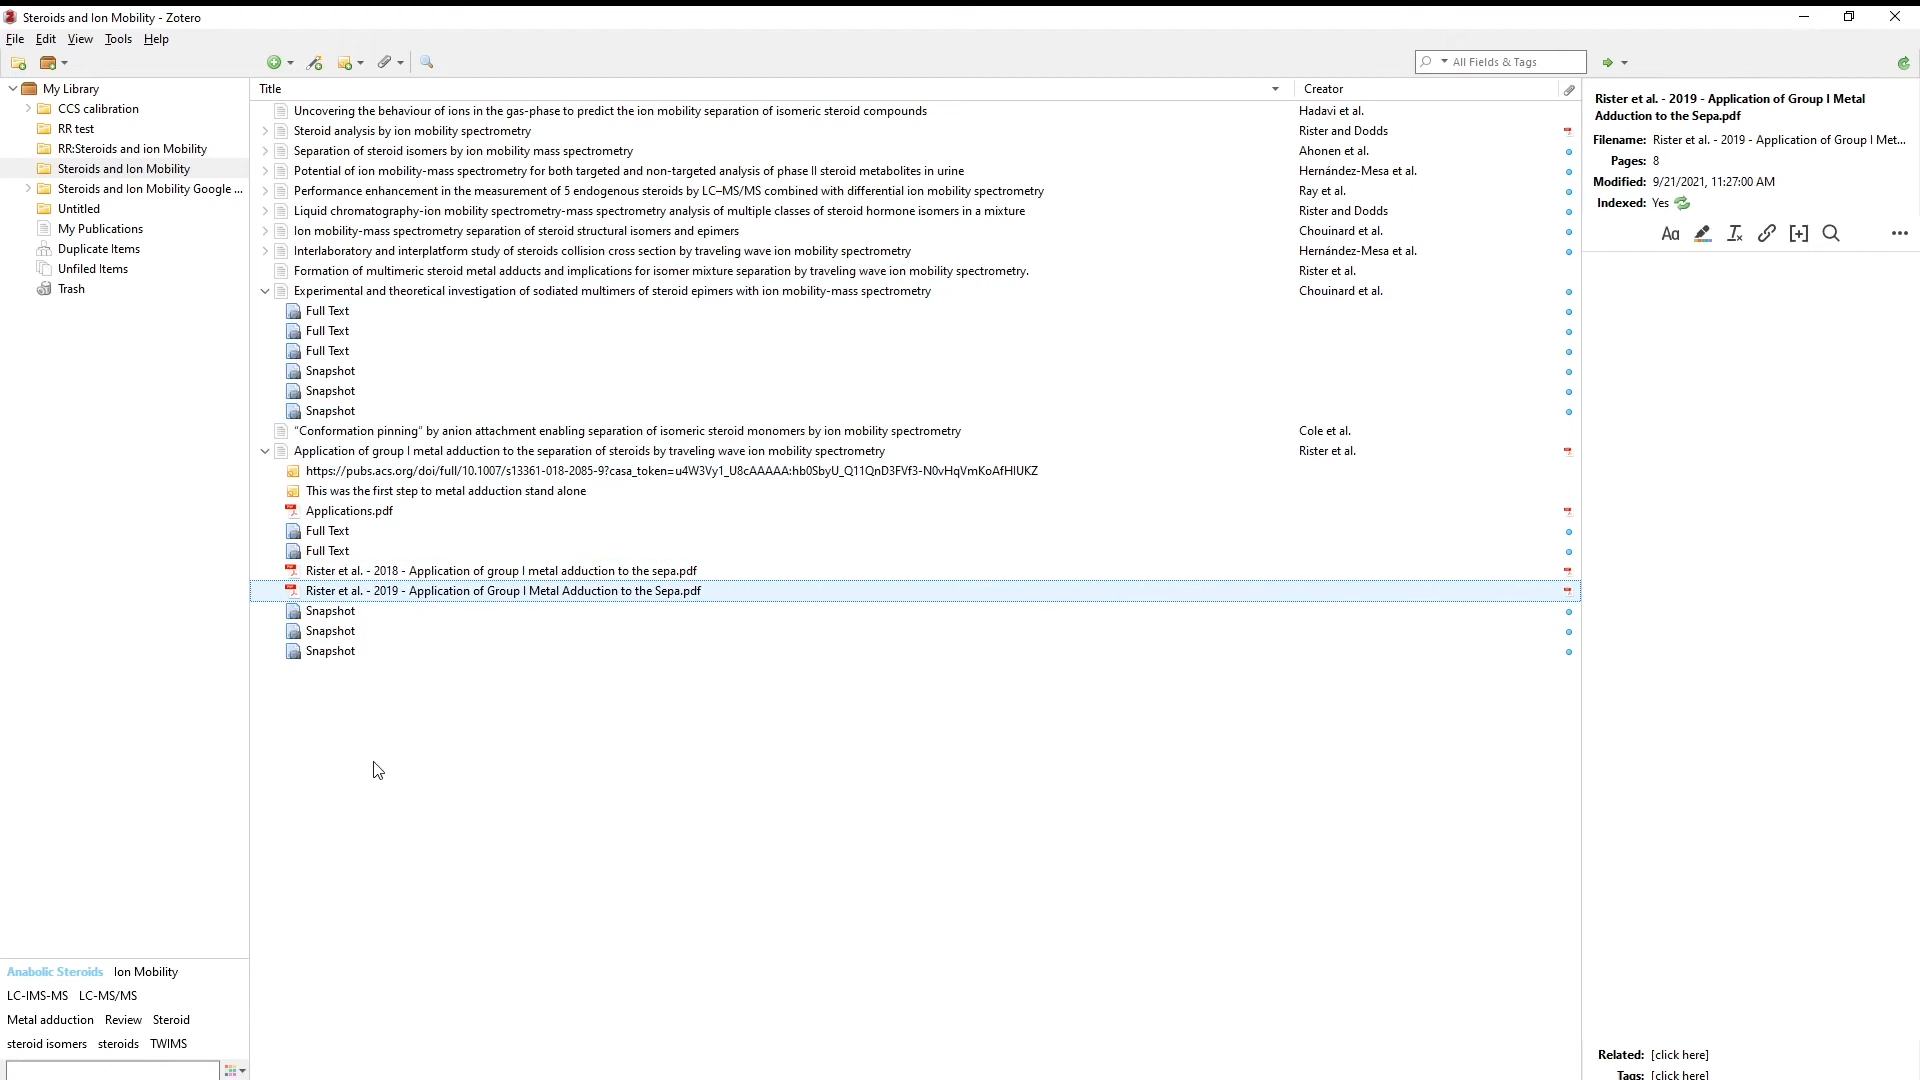 Steroids and Ion Mobility - Zotero
File Edit View Tools Help
All Fields & Tags
My Library
CCS calibration
RR test
RR:Steroids and ion Mobility
Steroids and Ion Mobility
Steroids and Ion Mobility Google ...
Untitled
My Publications
Duplicate Items
Unfiled Items
Trash
Anabolic Steroids Ion Mobility
LC-IMS-MS LC-MS/MS
Metal adduction Review Steroid
steroid isomers steroids TWIMS
Title Creator
Uncovering the behaviour of ions in the gas-phase to predict the ion mobility separation of isomeric steroid compounds Hadavi et al.
Steroid analysis by ion mobility spectrometry Rister and Dodds
Separation of steroid isomers by ion mobility mass spectrometry Ahonen et al.
Potential of ion mobility-mass spectrometry for both targeted and non-targeted analysis of phase II steroid metabolites in urine Hernández-Mesa et al.
Performance enhancement in the measurement of 5 endogenous steroids by LC–MS/MS combined with differential ion mobility spectrometry Ray et al.
Liquid chromatography-ion mobility spectrometry-mass spectrometry analysis of multiple classes of steroid hormone isomers in a mixture Rister and Dodds
Ion mobility-mass spectrometry separation of steroid structural isomers and epimers Chouinard et al.
Interlaboratory and interplatform study of steroids collision cross section by traveling wave ion mobility spectrometry Hernández-Mesa et al.
Formation of multimeric steroid metal adducts and implications for isomer mixture separation by traveling wave ion mobility spectrometry. Rister et al.
Experimental and theoretical investigation of sodiated multimers of steroid epimers with ion mobility-mass spectrometry Chouinard et al.
Full Text
Full Text
Full Text
Snapshot
Snapshot
Snapshot
“Conformation pinning” by anion attachment enabling separation of isomeric steroid monomers by ion mobility spectrometry Cole et al.
Application of group I metal adduction to the separation of steroids by traveling wave ion mobility spectrometry Rister et al.
https://pubs.acs.org/doi/full/10.1007/s13361-018-2085-9?casa_token=u4W3Vy1_U8cAAAAA:hb0SbyU_Q11QnD3FVf3-N0vHqVmKoAfHIUKZ
This was the first step to metal adduction stand alone
Applications.pdf
Full Text
Full Text
Rister et al. - 2018 - Application of group I metal adduction to the sepa.pdf
Rister et al. - 2019 - Application of Group I Metal Adduction to the Sepa.pdf
Snapshot
Snapshot
Snapshot
Rister et al. - 2019 - Application of Group I Metal
Adduction to the Sepa.pdf
Filename: Rister et al. - 2019 - Application of Group I Met...
Pages: 8
Modified: 9/21/2021, 11:27:00 AM
Indexed: Yes
Aa
Related: [click here]
Tags: [click here]